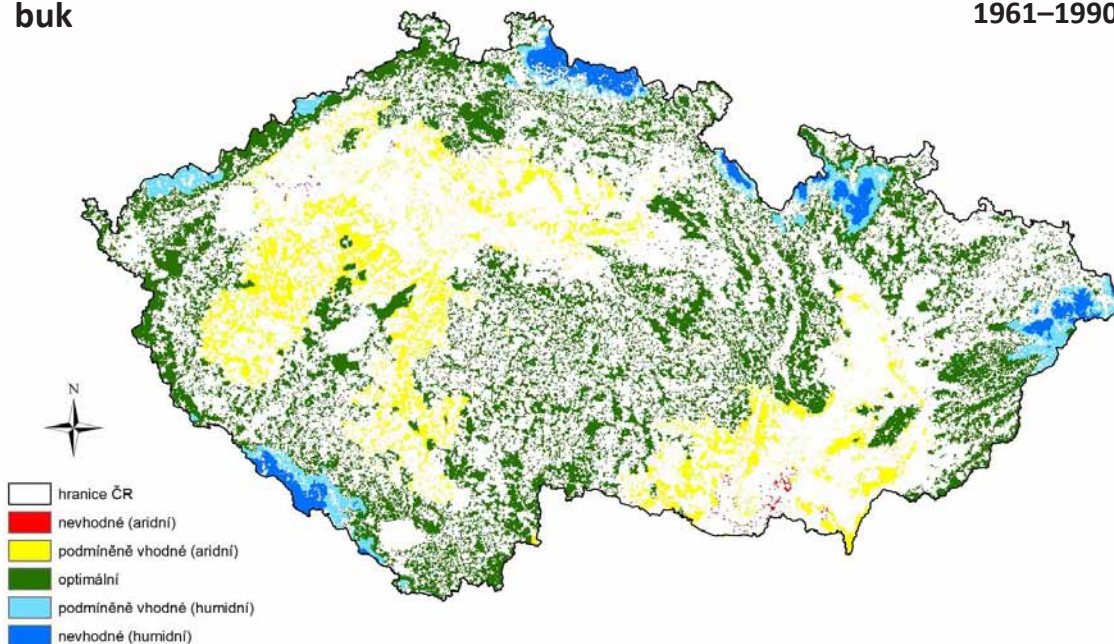 buk
1961–1990
N
hranice ČR
nevhodné (aridní)
podmíněně vhodné (aridní)
optimální
podmíněně vhodné (humidní)
nevhodné (humidní)